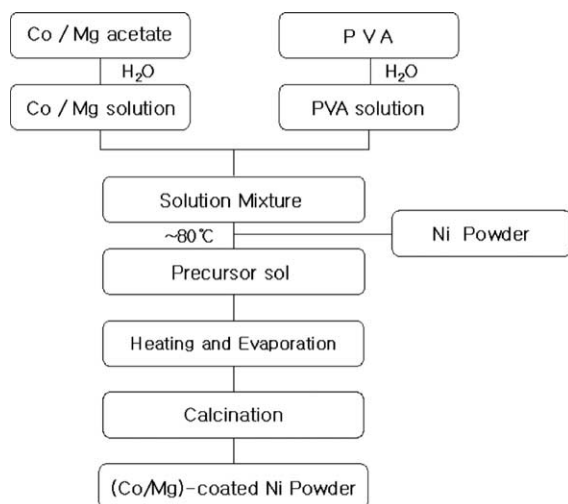 Co / Mg acetate
P V A
H₂O
H₂O
Co / Mg solution
PVA solution
Solution Mixture
~80℃
Ni Powder
Precursor sol
Heating and Evaporation
Calcination
(Co/Mg)-coated Ni Powder